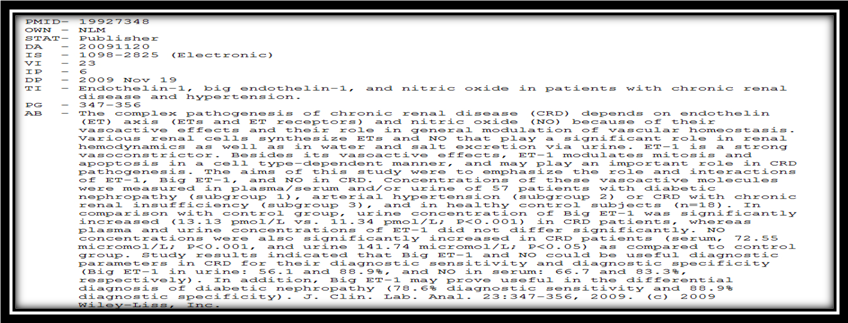 PMID- 19927348
OWN - NLM
STAT- Publisher
DA - 20091120
IS - 1098-2825 (Electronic)
VI - 23
IP - 6
DP - 2009 Nov 19
TI - Endothelin-1, big endothelin-1, and nitric oxide in patients with chronic renal
disease and hypertension.
PG - 347-356
AB - The complex pathogenesis of chronic renal disease (CRD) depends on endothelin
(ET) axis (ETs and ET receptors) and nitric oxide (NO) because of their
vasoactive effects and their role in general modulation of vascular homeostasis.
Various renal cells synthesize ETs and NO that play a significant role in renal
hemodynamics as well as in water and salt excretion via urine. ET-1 is a strong
vasoconstrictor. Besides its vasoactive effects, ET-1 modulates mitosis and
apoptosis in a cell type-dependent manner, and may play an important role in CRD
pathogenesis. The aims of this study were to emphasize the role and interactions
of ET-1, Big ET-1, and NO in CRD. Concentrations of these vasoactive molecules
were measured in plasma/serum and/or urine of 57 patients with diabetic
nephropathy (subgroup 1), arterial hypertension (subgroup 2) or CRD with chronic
renal insufficiency (subgroup 3), and in healthy control subjects (n=18). In
comparison with control group, urine concentration of Big ET-1 was significantly
increased (13.13 pmol/L vs. 11.34 pmol/L; P<0.001) in CRD patients, whereas
plasma and urine concentrations of ET-1 did not differ significantly. NO
concentrations were also significantly increased in CRD patients (serum, 72.55
micromol/L; P<0.001, and urine 141.74 micromol/L; P<0.05) as compared to control
group. Study results indicated that Big ET-1 and NO could be useful diagnostic
parameters in CRD for their diagnostic sensitivity and diagnostic specificity
(Big ET-1 in urine: 56.1 and 88.9%, and NO in serum: 66.7 and 83.3%,
respectively). In addition, Big ET-1 may prove useful in the differential
diagnosis of diabetic nephropathy (78.6% diagnostic sensitivity and 88.9%
diagnostic specificity). J. Clin. Lab. Anal. 23:347-356, 2009. (c) 2009
Wiley-Liss, Inc.